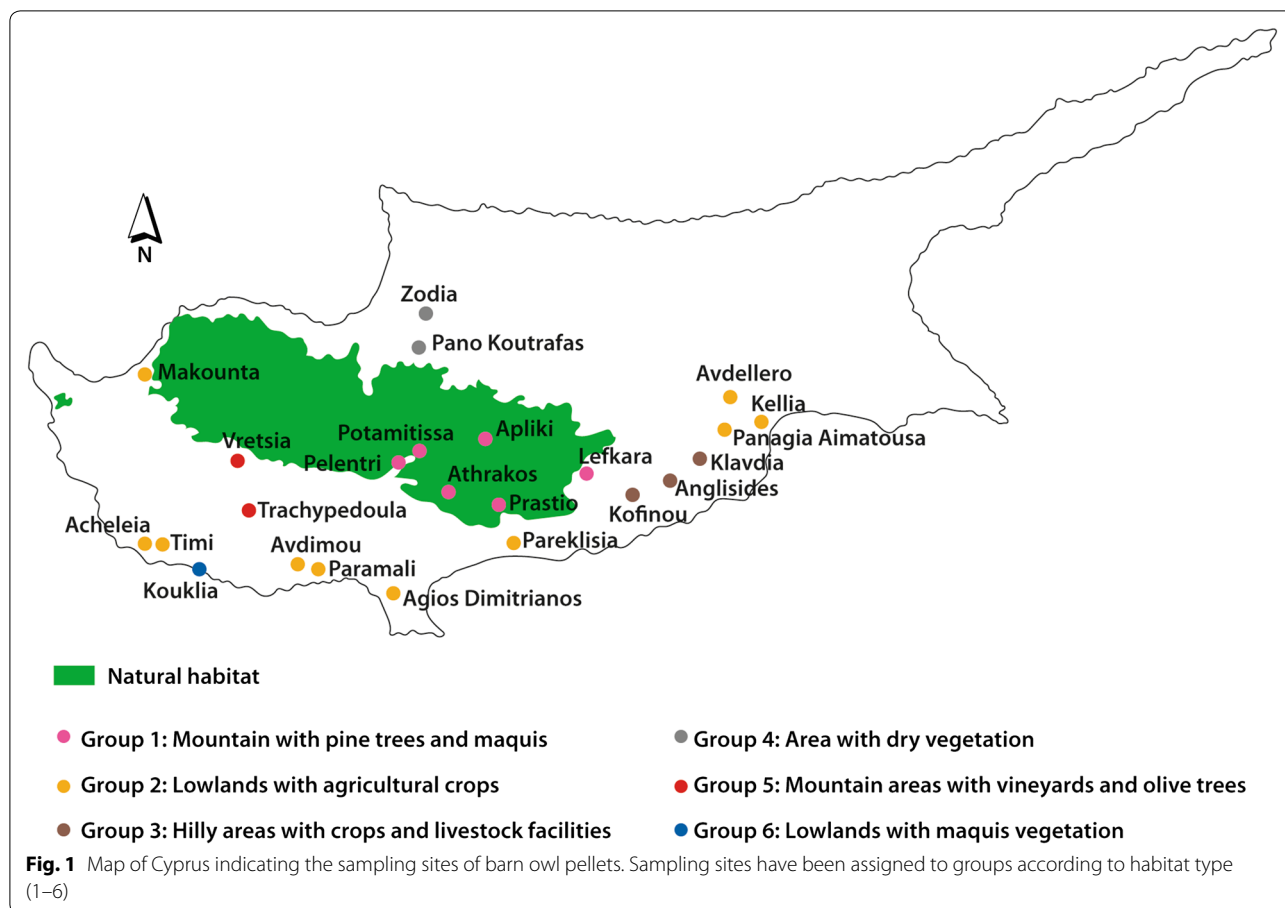 N
Zodia
Pano Koutrafas
Makounta
Avdellero
Kellia
Panagia Aimatousa
Vretsia
Potamitissa
Apliki
Pelentri
Lefkara
Klavdia
Athrakos
Anglisides
Prastio
Kofinou
Trachypedoula
Acheleia
Timi
Avdimou
Pareklisia
Paramali
Kouklia
Agios Dimitrianos
Natural habitat
Group 1: Mountain with pine trees and maquis
Group 2: Lowlands with agricultural crops
Group 3: Hilly areas with crops and livestock facilities
Group 4: Area with dry vegetation
Group 5: Mountain areas with vineyards and olive trees
Group 6: Lowlands with maquis vegetation
Fig. 1 Map of Cyprus indicating the sampling sites of barn owl pellets. Sampling sites have been assigned to groups according to habitat type
(1–6)